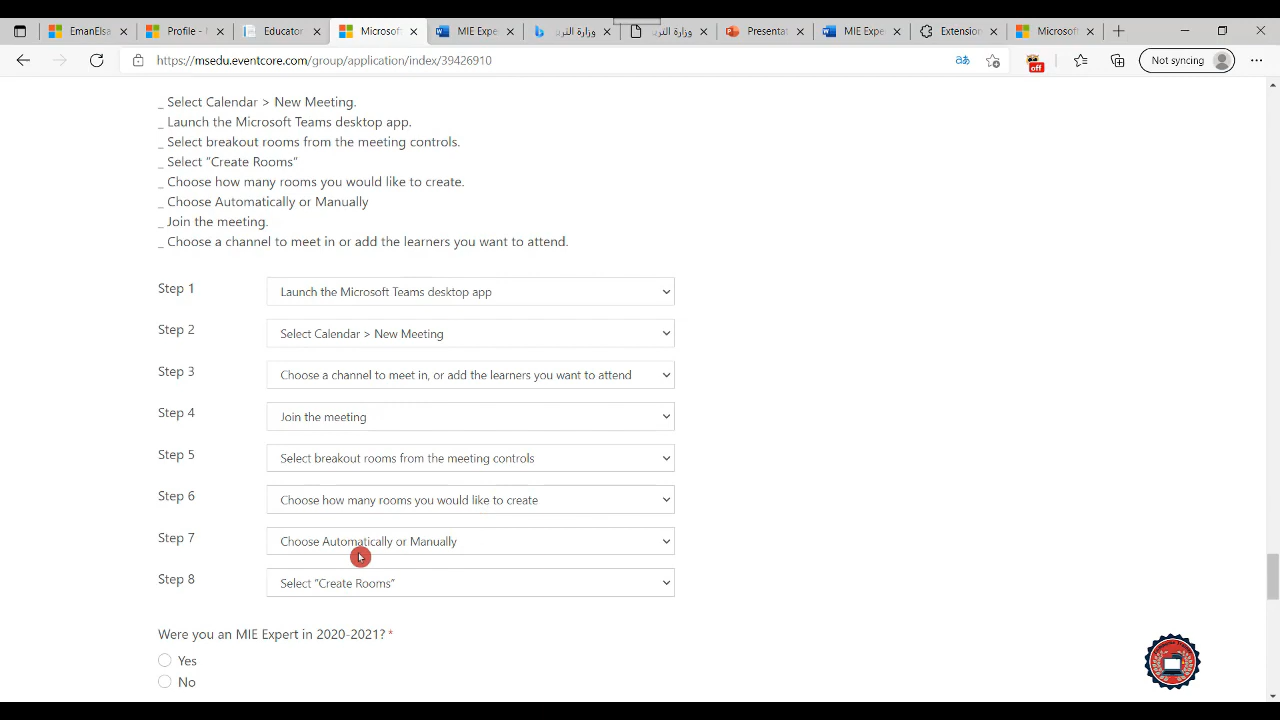 EmanElsa
Profile -
Educator
Microsof
MIE Expe
وزارة التر
وزارة التر
Presentat
MIE Expe
Extension
Microsof
https://msedu.eventcore.com/group/application/index/39426910
aあ
off
Not syncing
_ Select Calendar > New Meeting.
_ Launch the Microsoft Teams desktop app.
_ Select breakout rooms from the meeting controls.
_ Select “Create Rooms”
_ Choose how many rooms you would like to create.
_ Choose Automatically or Manually
_ Join the meeting.
_ Choose a channel to meet in or add the learners you want to attend.
Step 1 Launch the Microsoft Teams desktop app
Step 2 Select Calendar > New Meeting
Step 3 Choose a channel to meet in, or add the learners you want to attend
Step 4 Join the meeting
Step 5 Select breakout rooms from the meeting controls
Step 6 Choose how many rooms you would like to create
Step 7 Choose Automatically or Manually
Step 8 Select “Create Rooms”
Were you an MIE Expert in 2020-2021? *
Yes
No